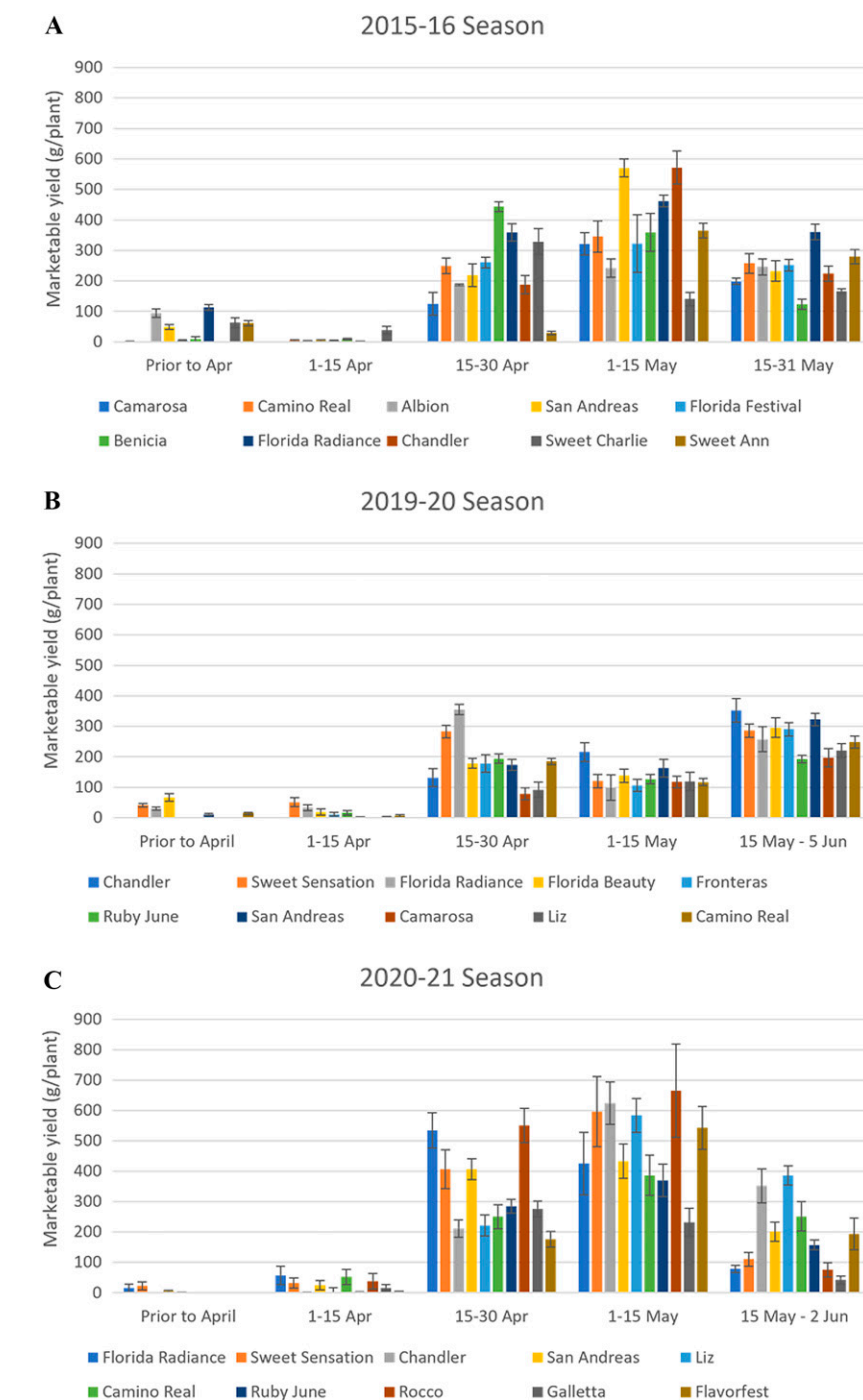 A
2015-16 Season
Marketable yield (g/plant)
900
800
700
600
500
400
300
200
100
0
Prior to Apr 1-15 Apr 15-30 Apr 1-15 May 15-31 May
Camarosa Camino Real Albion San Andreas Florida Festival
Benicia Florida Radiance Chandler Sweet Charlie Sweet Ann
B
2019-20 Season
Marketable yield (g/plant)
900
800
700
600
500
400
300
200
100
0
Prior to April 1-15 Apr 15-30 Apr 1-15 May 15 May - 5 Jun
Chandler Sweet Sensation Florida Radiance Florida Beauty Fronteras
Ruby June San Andreas Camarosa Liz Camino Real
C
2020-21 Season
Marketable yield (g/plant)
900
800
700
600
500
400
300
200
100
0
Prior to April 1-15 Apr 15-30 Apr 1-15 May 15 May - 2 Jun
Florida Radiance Sweet Sensation Chandler San Andreas Liz
Camino Real Ruby June Rocco Galletta Flavorfest